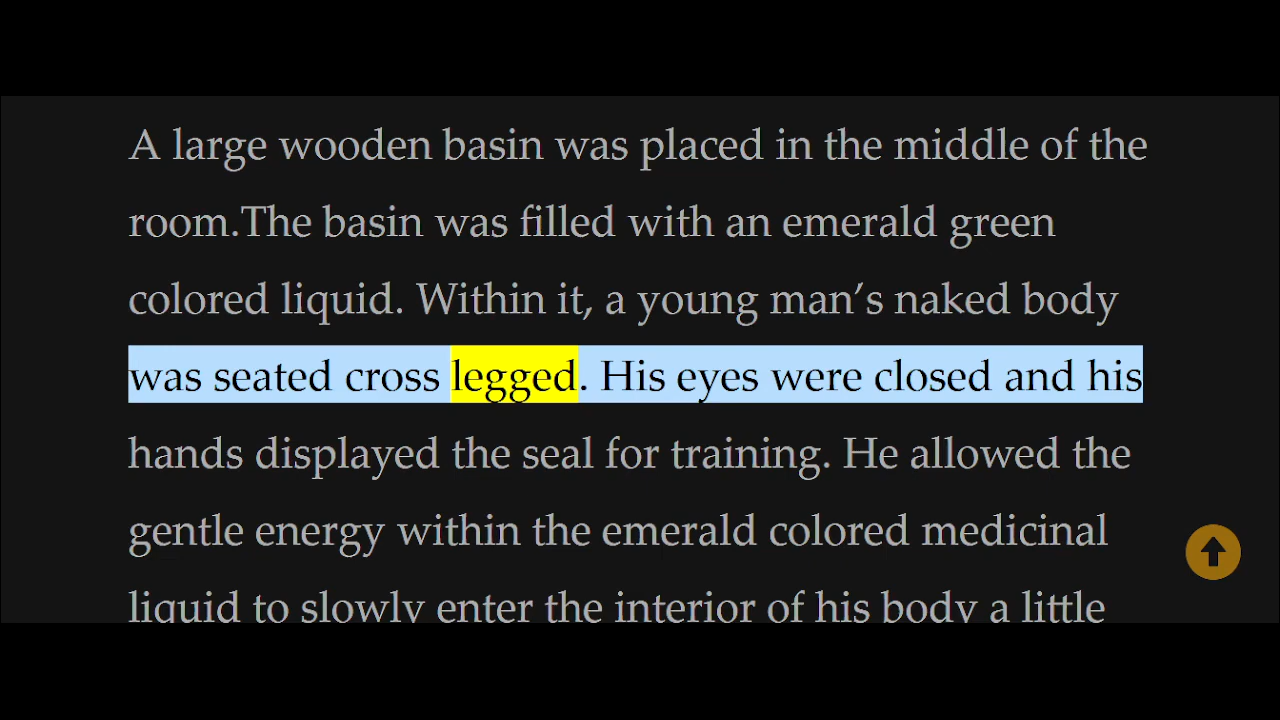 A large wooden basin was placed in the middle of the
room.The basin was filled with an emerald green
colored liquid. Within it, a young man’s naked body
was seated cross legged. His eyes were closed and his
hands displayed the seal for training. He allowed the
gentle energy within the emerald colored medicinal
liquid to slowly enter the interior of his body a little